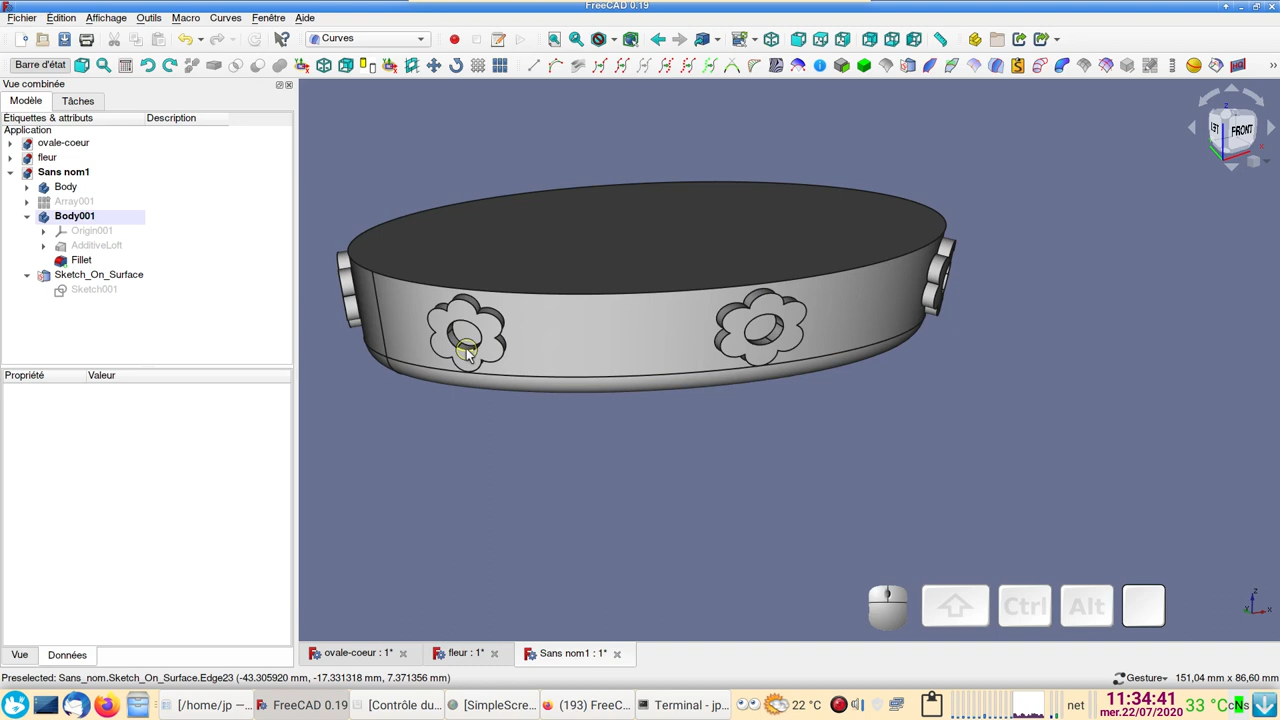 FreeCAD 0.19
Fichier Édition Affichage Outils Macro Curves Fenêtre Aide
Curves
Barre d'état
Vue combinée
Modèle Tâches
Étiquettes & attributs Description
Application
ovale-coeur
fleur
Sans nom1
Body
Array001
Body001
Origin001
AdditiveLoft
Fillet
Sketch_On_Surface
Sketch001
Propriété Valeur
FRONT
Z
X
Ctrl Alt
Vue Données
ovale-coeur : 1* fleur : 1* Sans nom1 : 1*
Preselected: Sans_nom.Sketch_On_Surface.Edge23 (-43.305920 mm, -17.331318 mm, 7.371356 mm)
Gesture 151,04 mm x 86,60 mm
[/home/jp —... FreeCAD 0.19 [Contrôle du... [SimpleScre... (193) FreeC... Terminal - jp... 22 °C net 11:34:41 33 °C
mer.22/07/2020